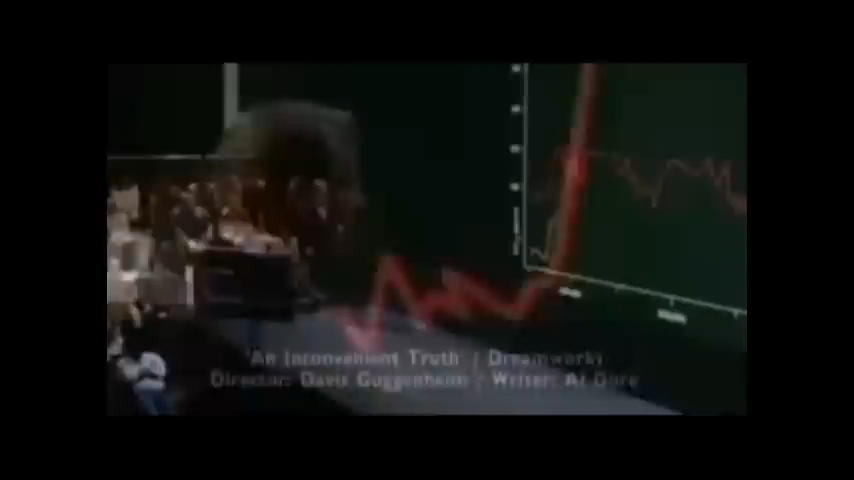 'An Inconvenient Truth' / Dreamworks
Director: Davis Guggenheim / Writer: Al Gore